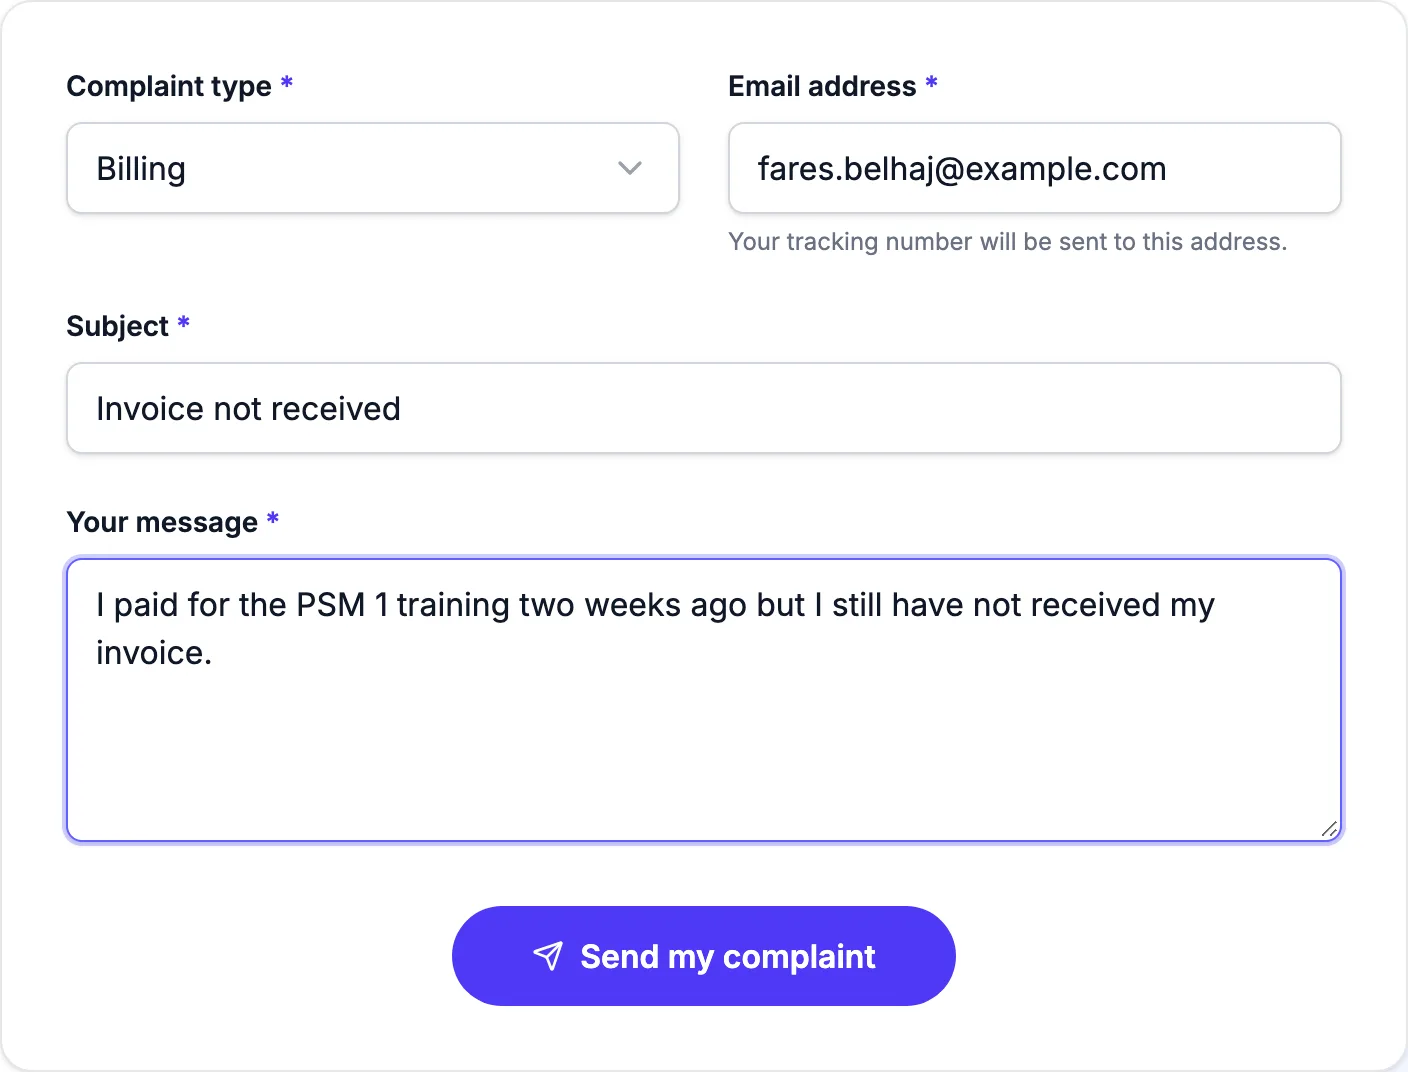 Complaint type *
Email address *
Billing
fares.belhaj@example.com
Your tracking number will be sent to this address.
Subject *
Invoice not received
Your message *
I paid for the PSM 1 training two weeks ago but I still have not received my
invoice.
Send my complaint